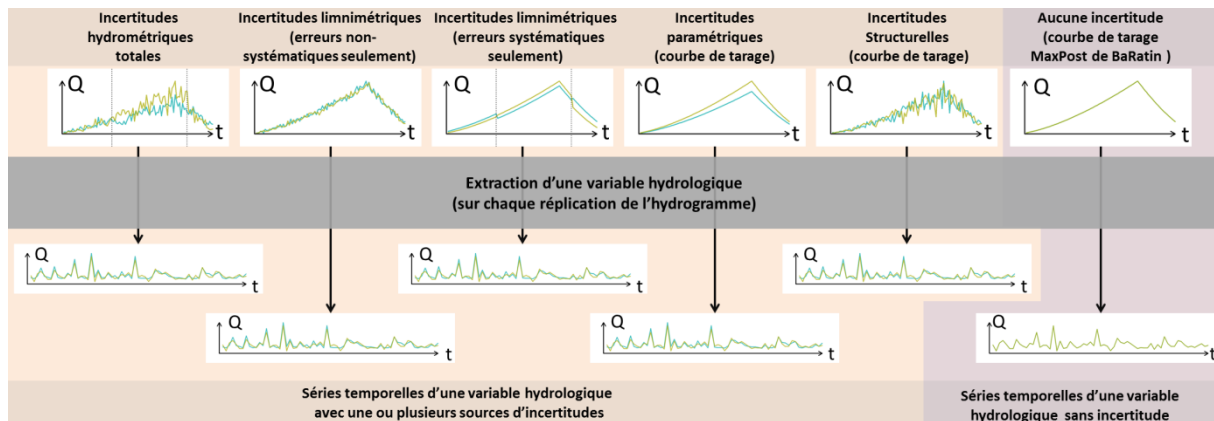 Incertitudes
hydrométriques
totales
Incertitudes limnimétriques
(erreurs non-
systématiques seulement)
Incertitudes limnimétriques
(erreurs systématiques
seulement)
Incertitudes
paramétriques
(courbe de tarage)
Incertitudes
Structurelles
(courbe de tarage)
Aucune incertitude
(courbe de tarage
MaxPost de BaRatin )
Q
t
Q
t
Q
t
Q
t
Q
t
Q
t
Extraction d'une variable hydrologique
(sur chaque réplication de l'hydrogramme)
Q
t
Q
t
Q
t
Q
t
Q
t
Q
t
Séries temporelles d'une variable hydrologique
avec une ou plusieurs sources d'incertitudes
Séries temporelles d'une variable
hydrologique sans incertitude